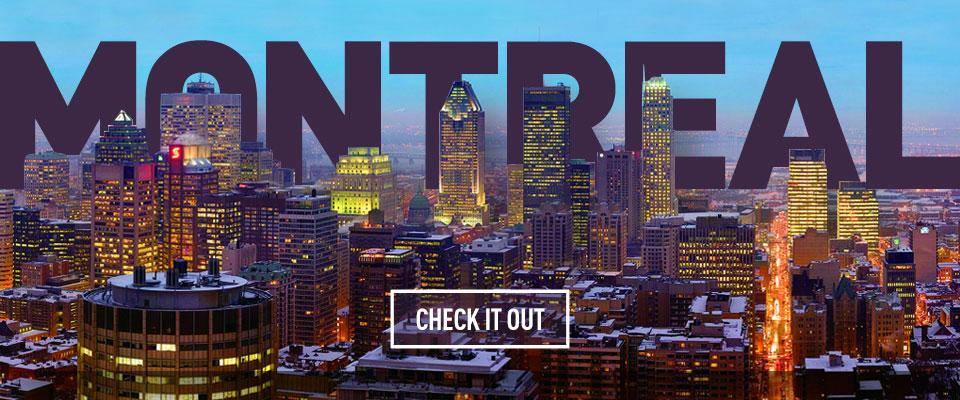 MONTREAL
S
CHECK IT OUT